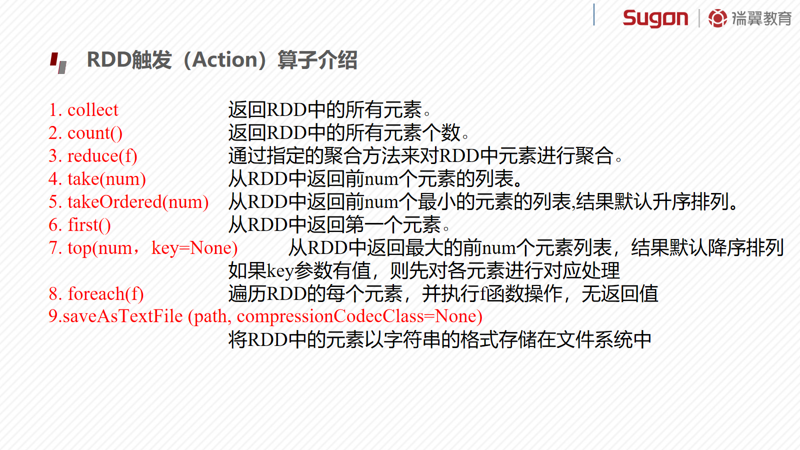 Sugon 瑞翼教育
RDD触发（Action）算子介绍
1. collect 返回RDD中的所有元素。
2. count() 返回RDD中的所有元素个数。
3. reduce(f) 通过指定的聚合方法来对RDD中元素进行聚合。
4. take(num) 从RDD中返回前num个元素的列表。
5. takeOrdered(num) 从RDD中返回前num个最小的元素的列表,结果默认升序排列。
6. first() 从RDD中返回第一个元素。
7. top(num，key=None) 从RDD中返回最大的前num个元素列表，结果默认降序排列
如果key参数有值，则先对各元素进行对应处理
8. foreach(f) 遍历RDD的每个元素，并执行f函数操作，无返回值
9.saveAsTextFile (path, compressionCodecClass=None)
将RDD中的元素以字符串的格式存储在文件系统中